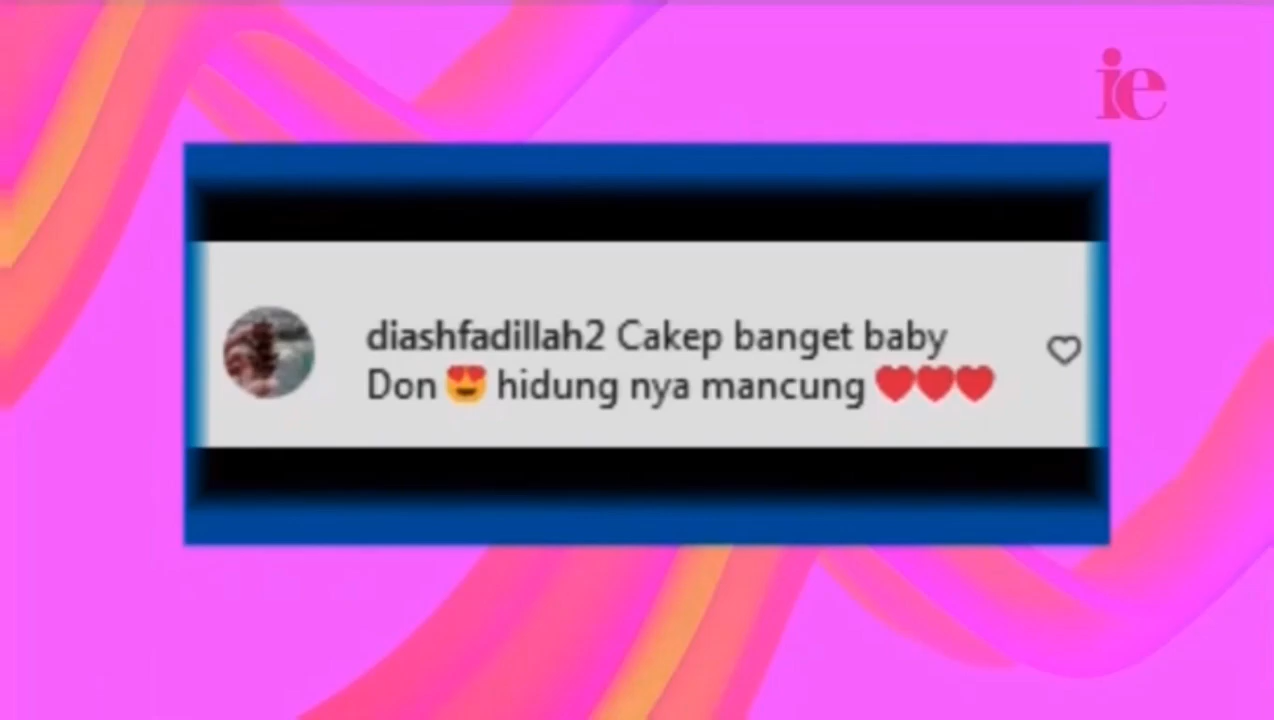 ie
diashfadillah2 Cakep banget baby
Don 😍 hidung nya mancung ❤❤❤